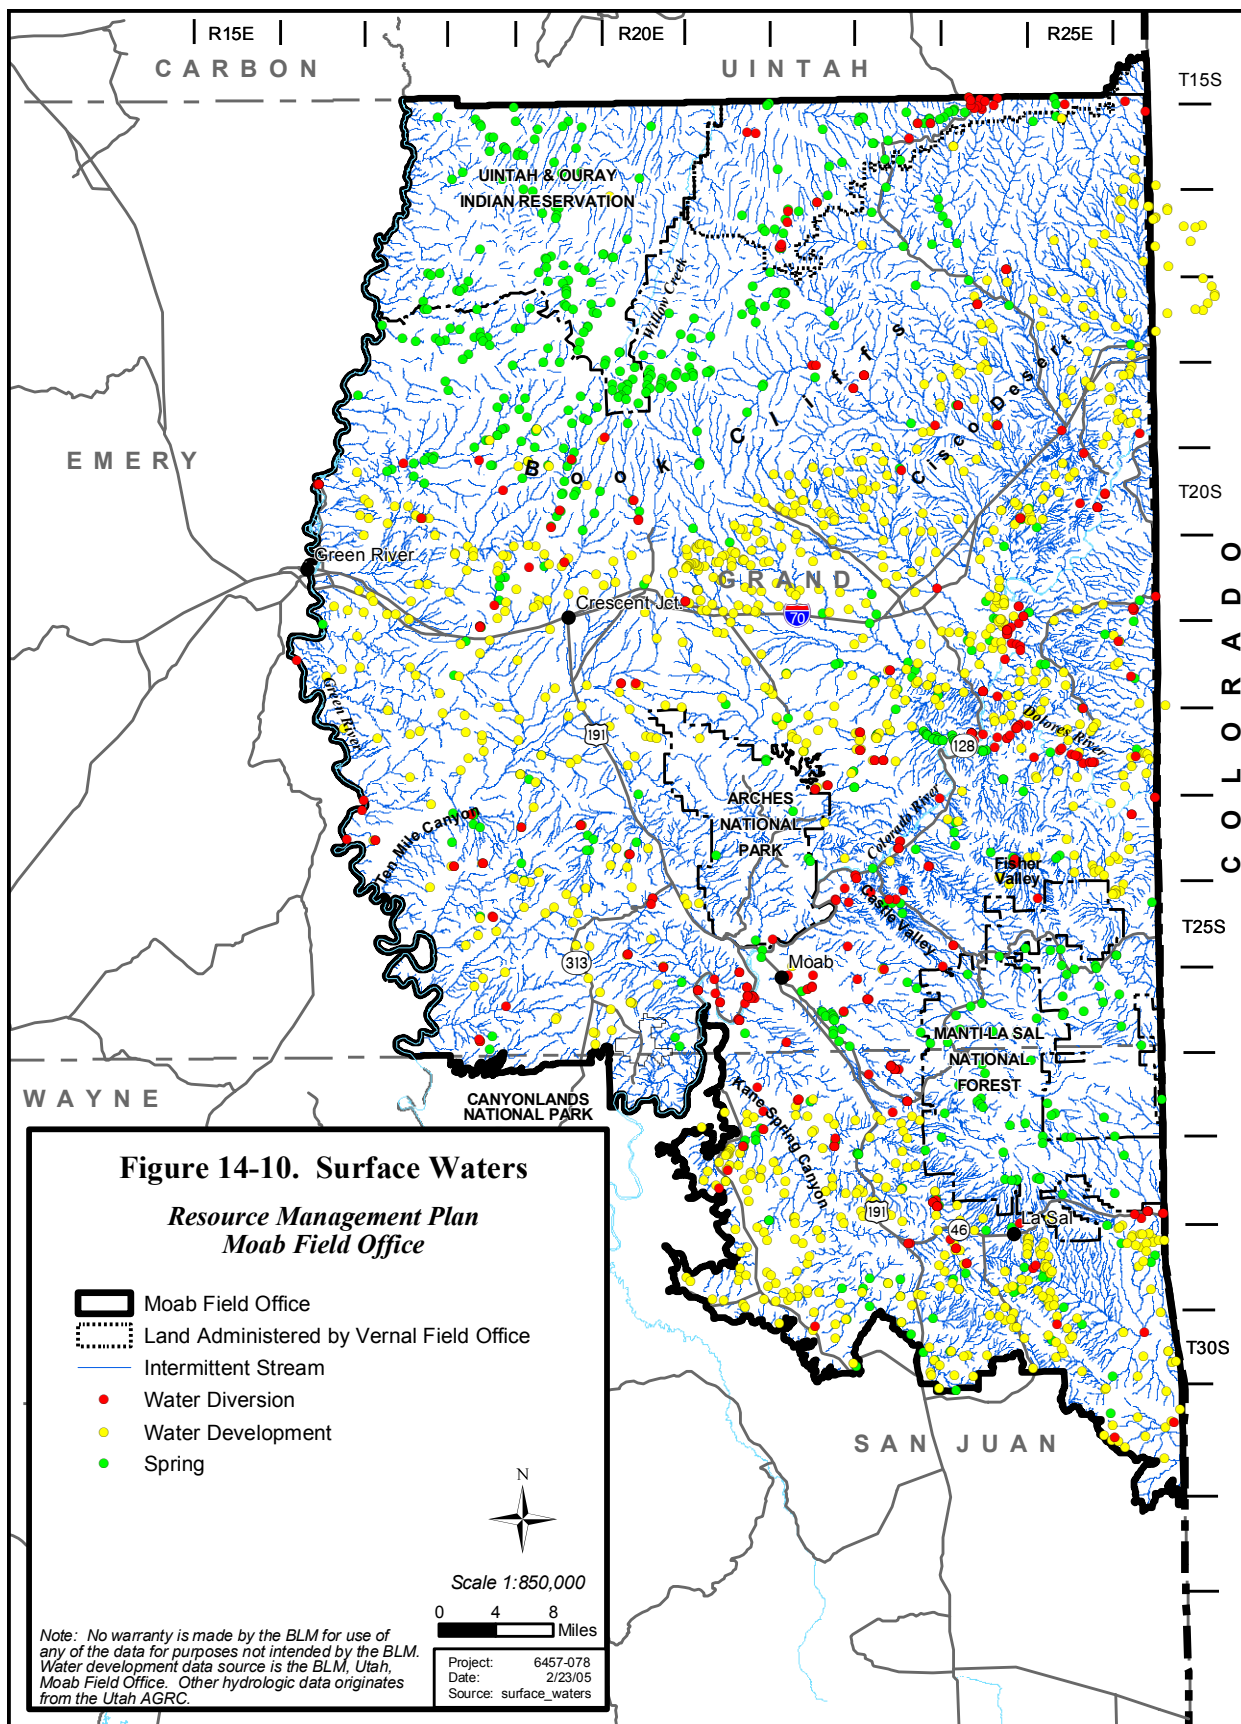 R15E R20E R25E
CARBON UINTAH
T15S
UINTAH & OURAY
INDIAN RESERVATION
Willow Creek
Book Cliffs
Cisco Desert
EMERY
T20S
Green River
GRAND
Crescent Jct.
70
COLORADO
Green River
191
Dolores River
128
ARCHES
NATIONAL
PARK
Colorado River
Ten Mile Canyon
Fisher
Valley
Castle Valley
T25S
313
Moab
MANTI-LA SAL
NATIONAL
FOREST
WAYNE
CANYONLANDS
NATIONAL PARK
Kane Spring Canyon
191
46
La Sal
T30S
SAN JUAN
Figure 14-10. Surface Waters
Resource Management Plan
Moab Field Office
Moab Field Office
Land Administered by Vernal Field Office
Intermittent Stream
Water Diversion
Water Development
Spring
N
Scale 1:850,000
0 4 8
Miles
Note: No warranty is made by the BLM for use of
any of the data for purposes not intended by the BLM.
Water development data source is the BLM, Utah,
Moab Field Office. Other hydrologic data originates
from the Utah AGRC.
Project: 6457-078
Date: 2/23/05
Source: surface_waters